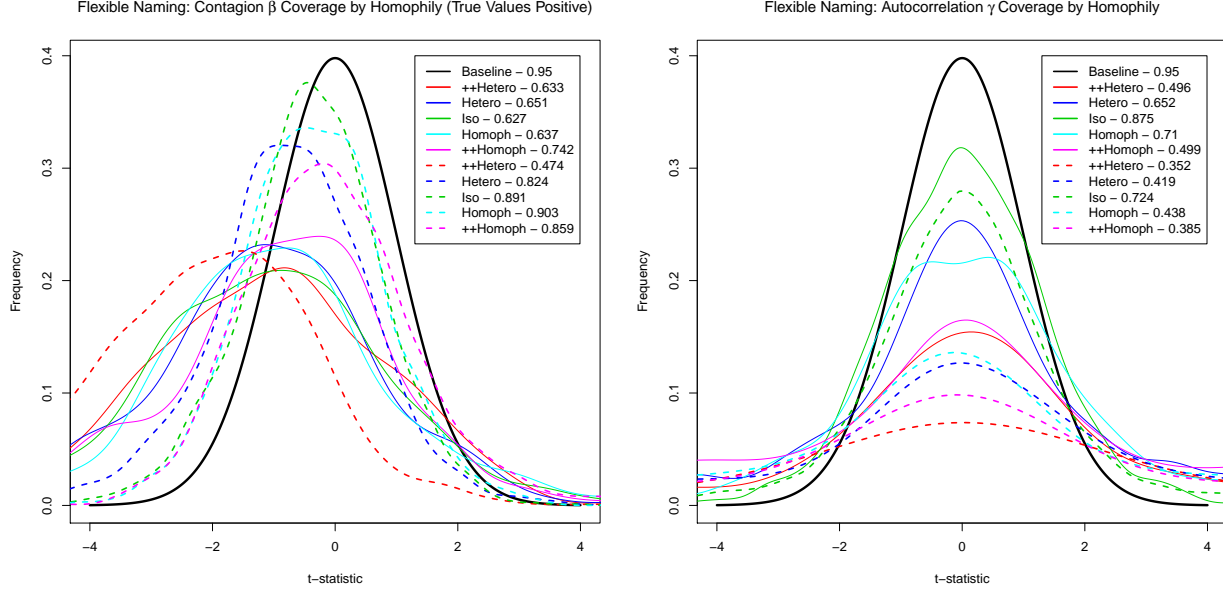 Flexible Naming: Contagion β Coverage by Homophily (True Values Positive)
Frequency
0.4
0.3
0.2
0.1
0.0
Baseline − 0.95
++Hetero − 0.633
Hetero − 0.651
Iso − 0.627
Homoph − 0.637
++Homoph − 0.742
++Hetero − 0.474
Hetero − 0.824
Iso − 0.891
Homoph − 0.903
++Homoph − 0.859
−4 −2 0 2 4
t−statistic
Flexible Naming: Autocorrelation γ Coverage by Homophily
Frequency
0.4
0.3
0.2
0.1
0.0
Baseline − 0.95
++Hetero − 0.496
Hetero − 0.652
Iso − 0.875
Homoph − 0.71
++Homoph − 0.499
++Hetero − 0.352
Hetero − 0.419
Iso − 0.724
Homoph − 0.438
++Homoph − 0.385
−4 −2 0 2 4
t−statistic